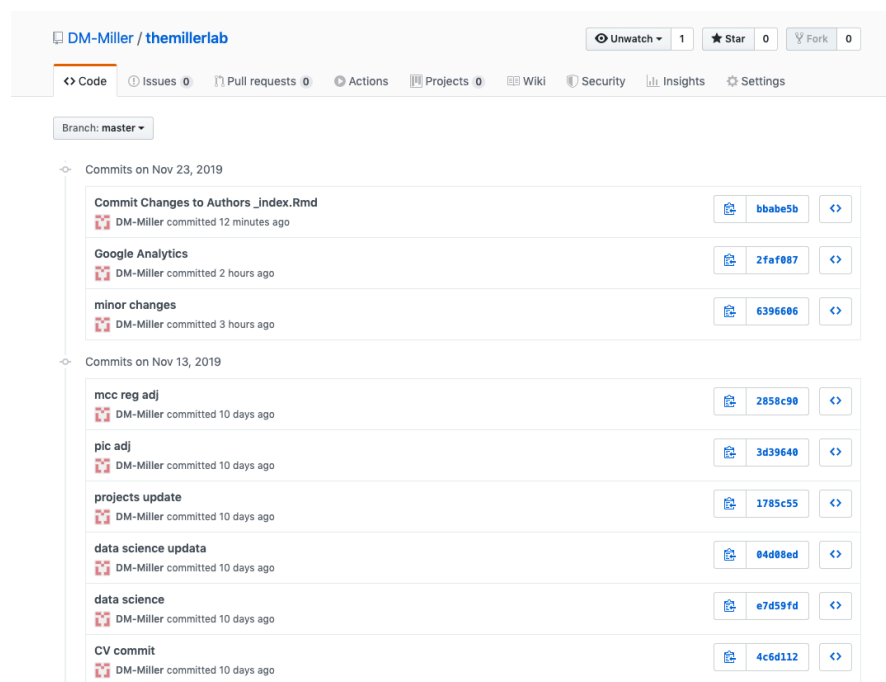 DM-Miller / themillerlab
Unwatch 1 Star 0 Fork 0
Code Issues 0 Pull requests 0 Actions Projects 0 Wiki Security Insights Settings
Branch: master
Commits on Nov 23, 2019
Commit Changes to Authors _index.Rmd
DM-Miller committed 12 minutes ago
bbabe5b
Google Analytics
DM-Miller committed 2 hours ago
2faf087
minor changes
DM-Miller committed 3 hours ago
6396606
Commits on Nov 13, 2019
mcc reg adj
DM-Miller committed 10 days ago
2858c90
pic adj
DM-Miller committed 10 days ago
3d39640
projects update
DM-Miller committed 10 days ago
1785c55
data science updata
DM-Miller committed 10 days ago
04d08ed
data science
DM-Miller committed 10 days ago
e7d59fd
CV commit
DM-Miller committed 10 days ago
4c6d112